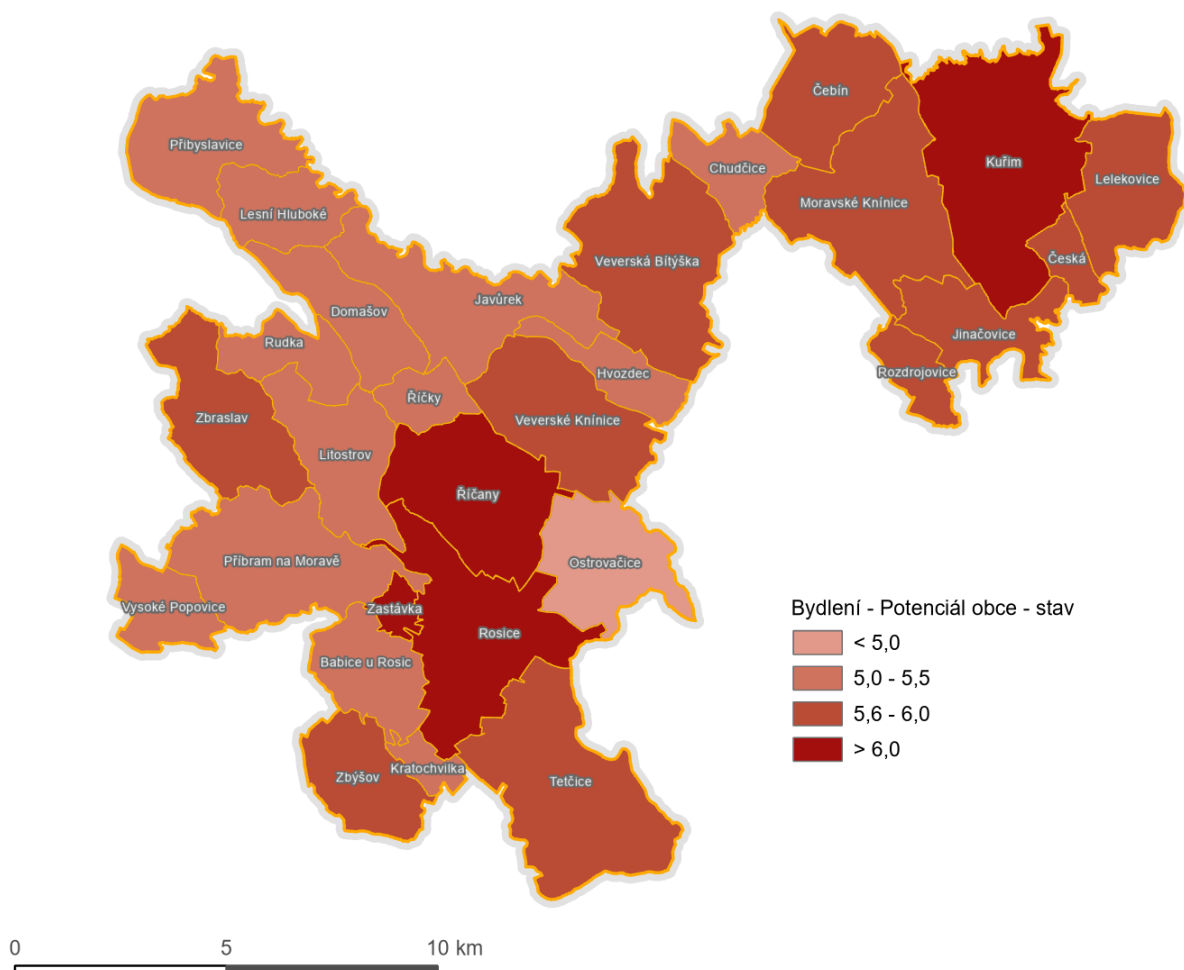 Čebín
Přibyslavice
Kuřim
Chudčice
Lelekovice
Moravské Knínice
Lesní Hluboké
Česká
Veverská Bítýška
Javůrek
Domašov
Jinačovice
Rudka
Rozdrojovice
Hvozdec
Říčky
Zbraslav
Veverské Knínice
Litostrov
Říčany
Příbram na Moravě
Ostrovačice
Vysoké Popovice
Zastávka
Rosice
Babice u Rosic
Kratochvilka
Zbýšov
Tetčice
Bydlení - Potenciál obce - stav
< 5,0
5,0 - 5,5
5,6 - 6,0
> 6,0
0 5 10 km